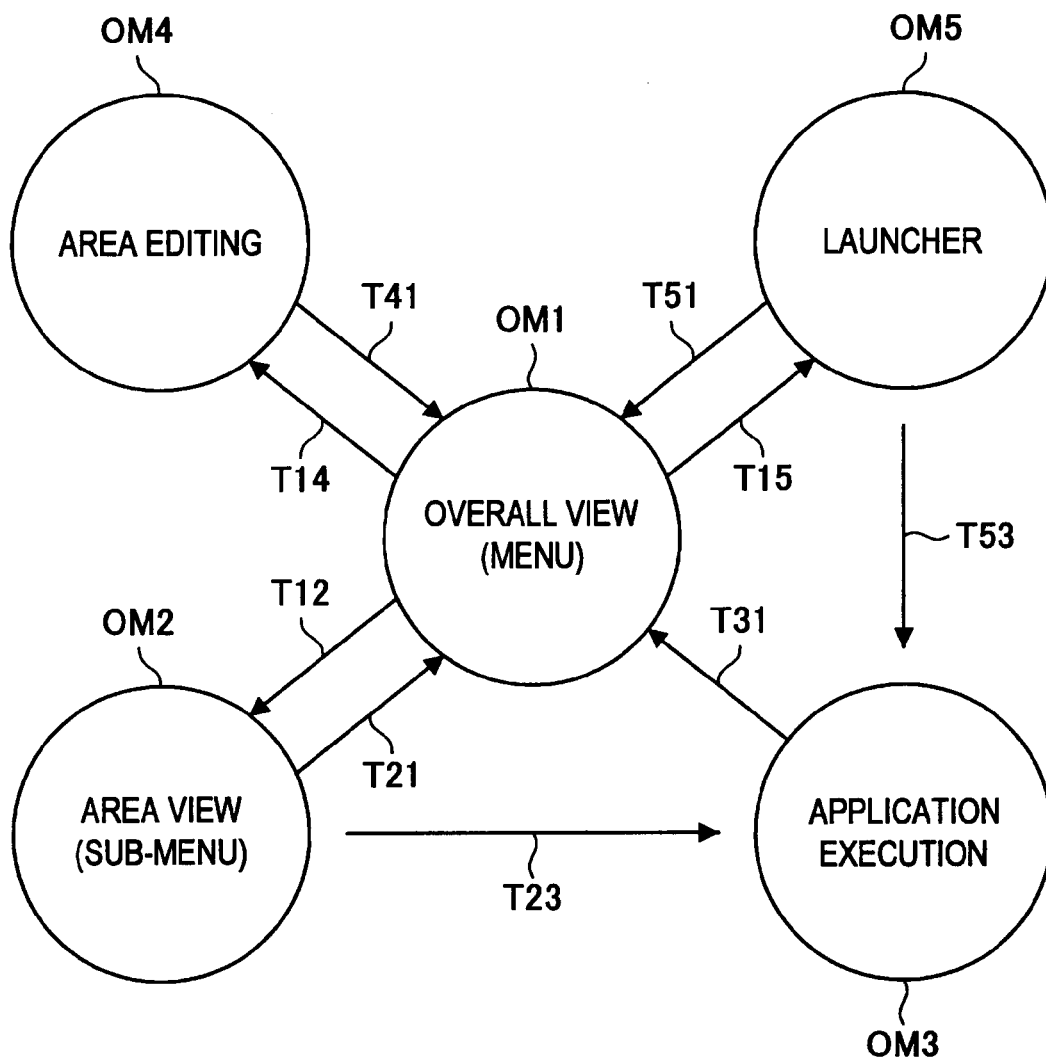 OM4
OM5
AREA EDITING
LAUNCHER
T41
T51
OM1
T14
T15
OVERALL VIEW
(MENU)
T53
T12
OM2
T31
T21
AREA VIEW
(SUB-MENU)
APPLICATION
EXECUTION
T23
OM3